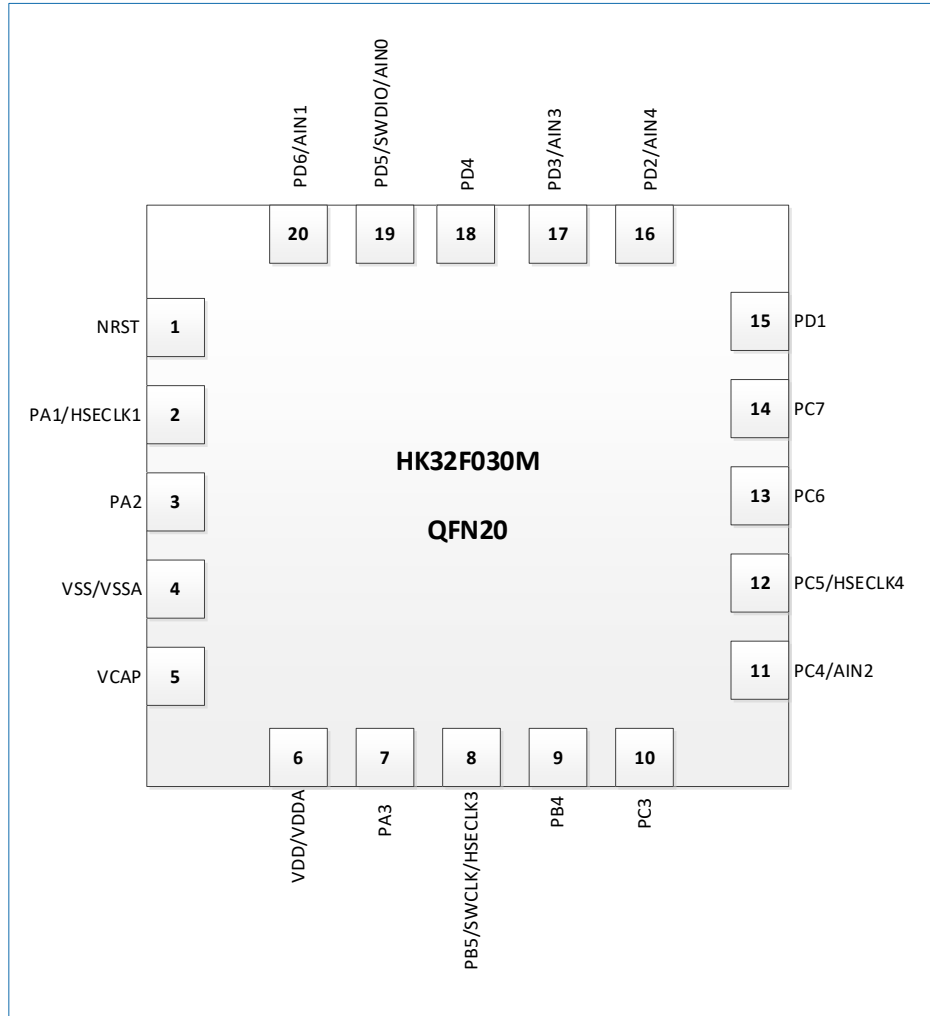 PD6/AIN1
PD5/SWDIO/AIN0
PD4
PD3/AIN3
PD2/AIN4
20
19
18
17
16
NRST
1
PA1/HSECLK1
2
PA2
3
VSS/VSSA
4
VCAP
5
HK32F030M
QFN20
15
PD1
14
PC7
13
PC6
12
PC5/HSECLK4
11
PC4/AIN2
6
7
8
9
10
VDD/VDDA
PA3
PB5/SWCLK/HSECLK3
PB4
PC3